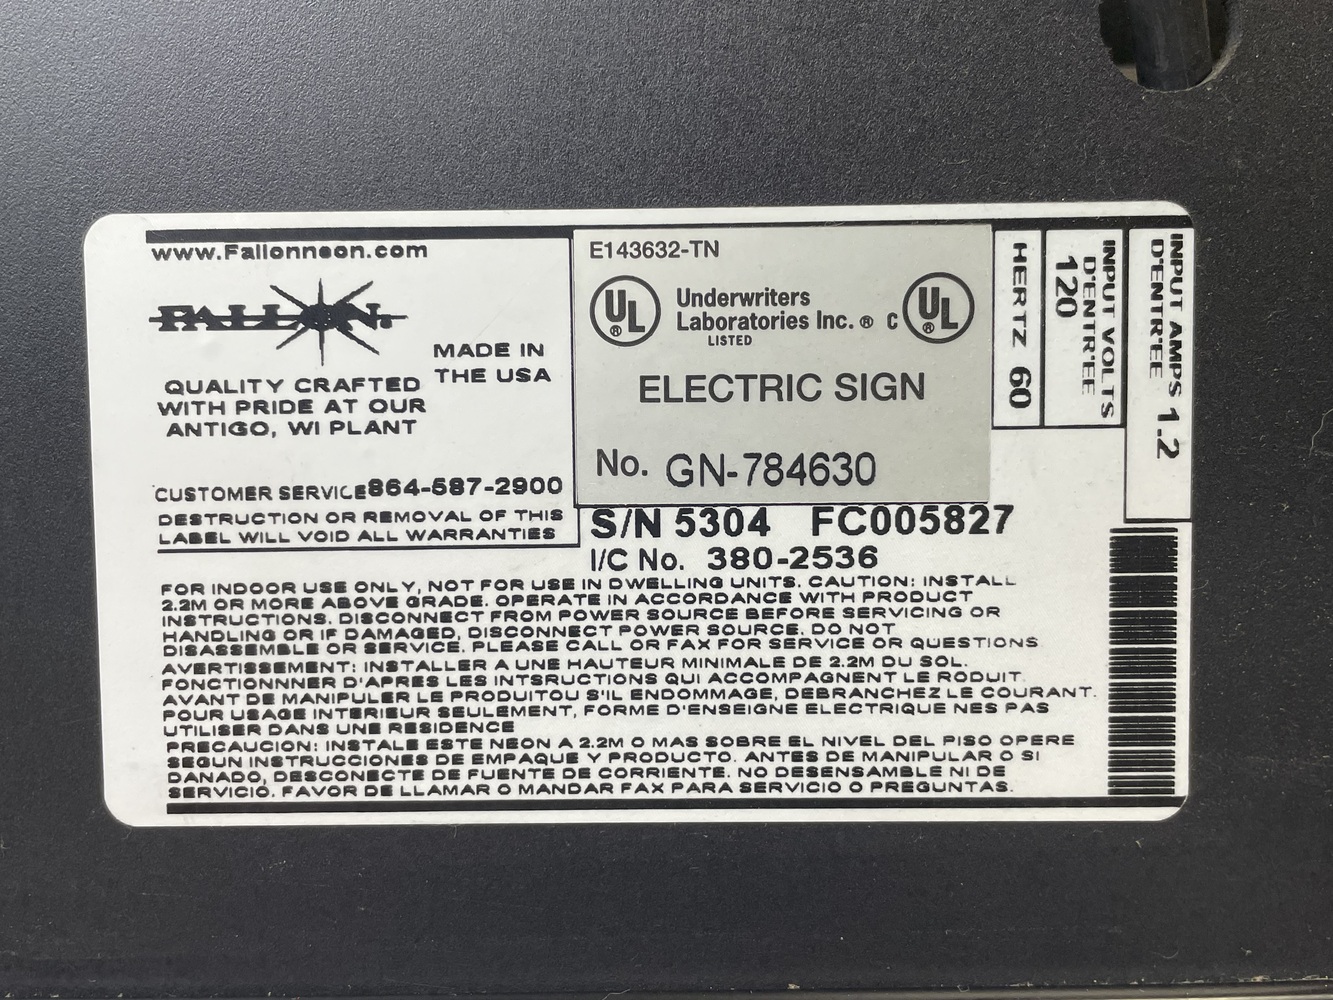 www.Fallonneon.com
FALLON.
MADE IN
THE USA
QUALITY CRAFTED
WITH PRIDE AT OUR
ANTIGO, WI PLANT
CUSTOMER SERVICE 864-587-2900
DESTRUCTION OR REMOVAL OF THIS
LABEL WILL VOID ALL WARRANTIES
E143632-TN
UL ® Underwriters
Laboratories Inc. ® C UL ®
LISTED
ELECTRIC SIGN
No. GN-784630
HERTZ 60
INPUT VOLTS
D'ENTR'EE
120
INPUT AMPS 1.2
D'ENTR'EE
S/N 5304 FC005827
I/C No. 380-2536
FOR INDOOR USE ONLY, NOT FOR USE IN DWELLING UNITS. CAUTION: INSTALL
2.2M OR MORE ABOVE GRADE. OPERATE IN ACCORDANCE WITH PRODUCT
INSTRUCTIONS. DISCONNECT FROM POWER SOURCE BEFORE SERVICING OR
HANDLING OR IF DAMAGED, DISCONNECT POWER SOURCE. DO NOT
DISASSEMBLE OR SERVICE. PLEASE CALL OR FAX FOR SERVICE OR QUESTIONS
AVERTISSEMENT: INSTALLER A UNE HAUTEUR MINIMALE DE 2.2M DU SOL.
FONCTIONNNER D'APRES LES INTSRUCTIONS QUI ACCOMPAGNENT LE RODUIT.
AVANT DE MANIPULER LE PRODUITOU S'IL ENDOMMAGE, DEBRANCHEZ LE COURANT.
POUR USAGE INTERIEUR SEULEMENT, FORME D'ENSEIGNE ELECTRIQUE NES PAS
UTILISER DANS UNE RESIDENCE
PRECAUCION: INSTALE ESTE NEON A 2.2M O MAS SOBRE EL NIVEL DEL PISO OPERE
SEGUN INSTRUCCIONES DE EMPAQUE Y PRODUCTO. ANTES DE MANIPULAR O SI
DANADO, DESCONECTE DE FUENTE DE CORRIENTE. NO DESENSAMBLE NI DE
SERVICIO. FAVOR DE LLAMAR O MANDAR FAX PARA SERVICIO O PREGUNTAS.